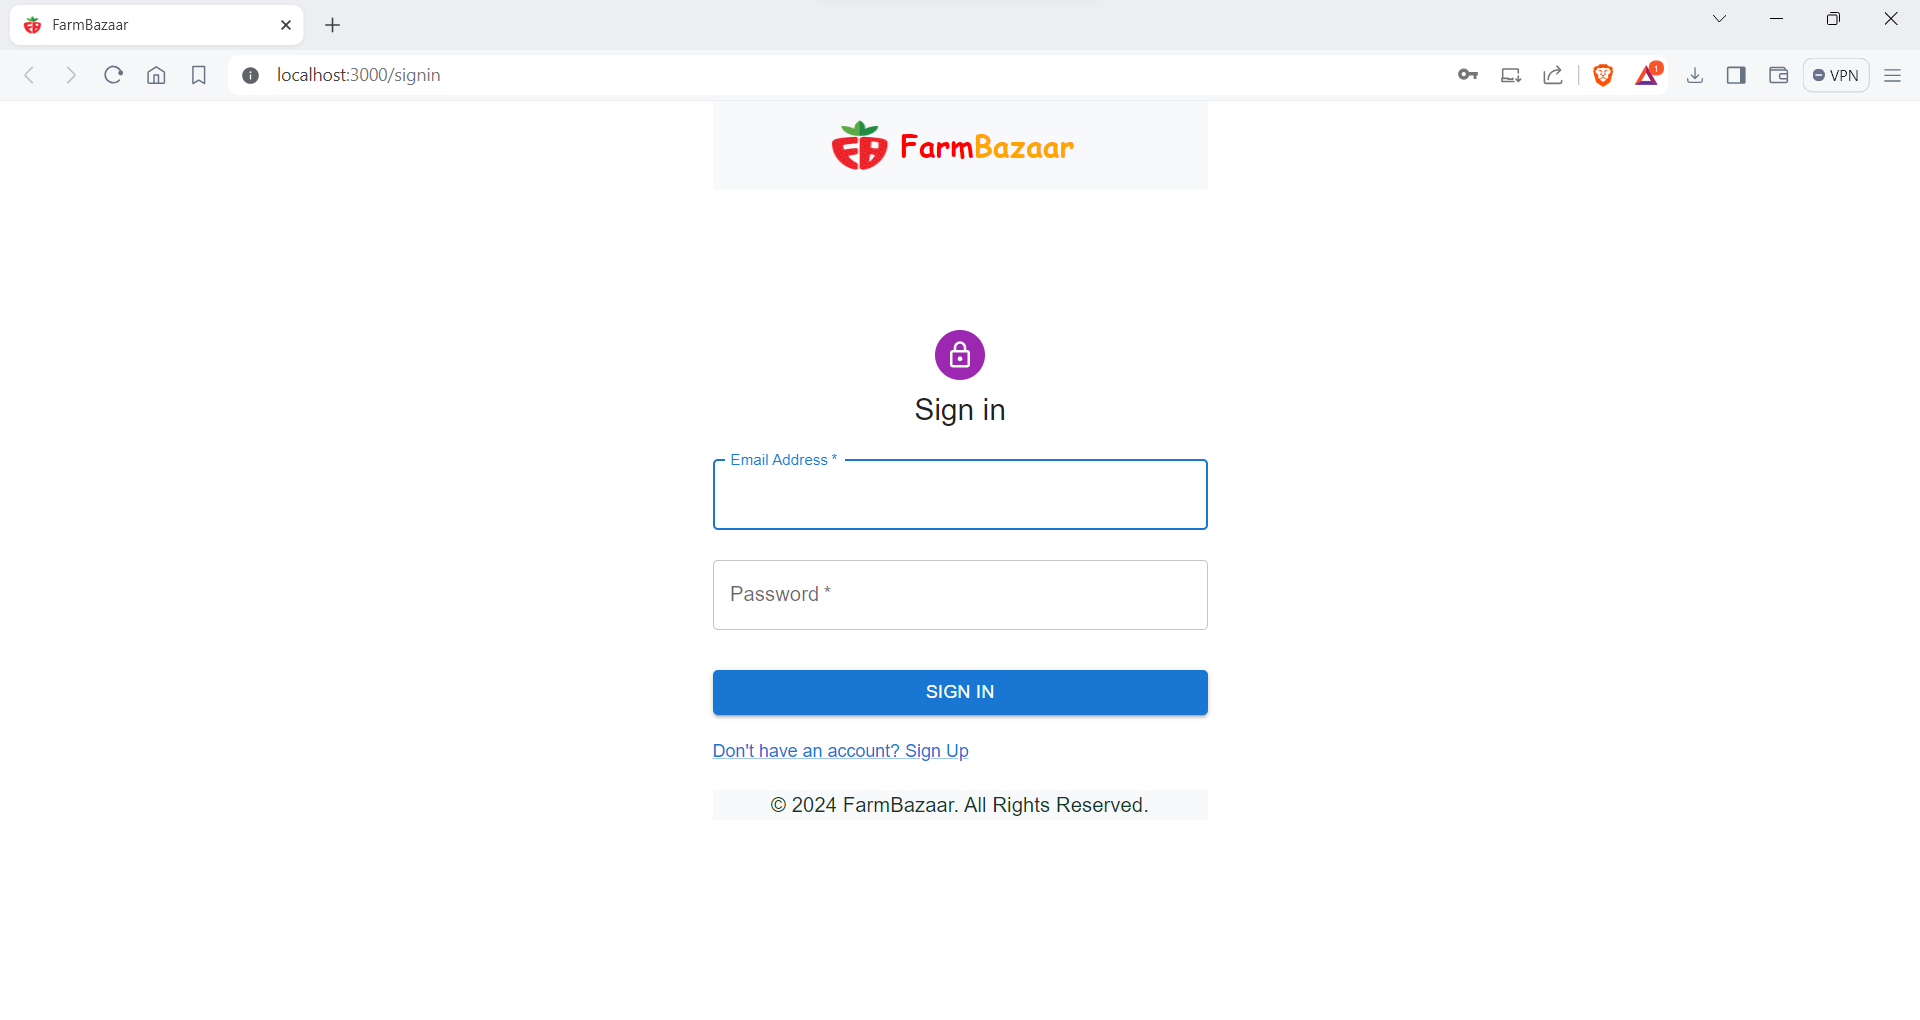 FarmBazaar
localhost:3000/signin
1
VPN
FB FarmBazaar
Sign in
Email Address *
Password *
SIGN IN
Don't have an account? Sign Up
© 2024 FarmBazaar. All Rights Reserved.